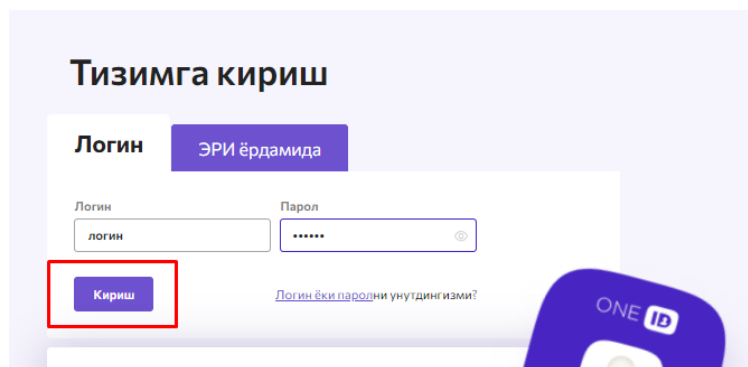 Тизимга кириш
Логин
ЭРИ ёрдамида
Логин Парол
логин ••••••
Кириш
Логин ёки паролни унутдингизми?
ONE ID